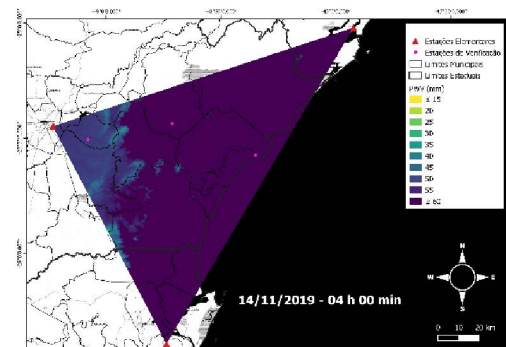 Estações Elementares
Estações de Verificação
Limites Municipais
Limites Estaduais
PWV (mm)
≤ 15
20
25
30
35
40
45
50
55
≥ 60
N
W
E
S
14/11/2019 - 04 h 00 min
0 10 20 km